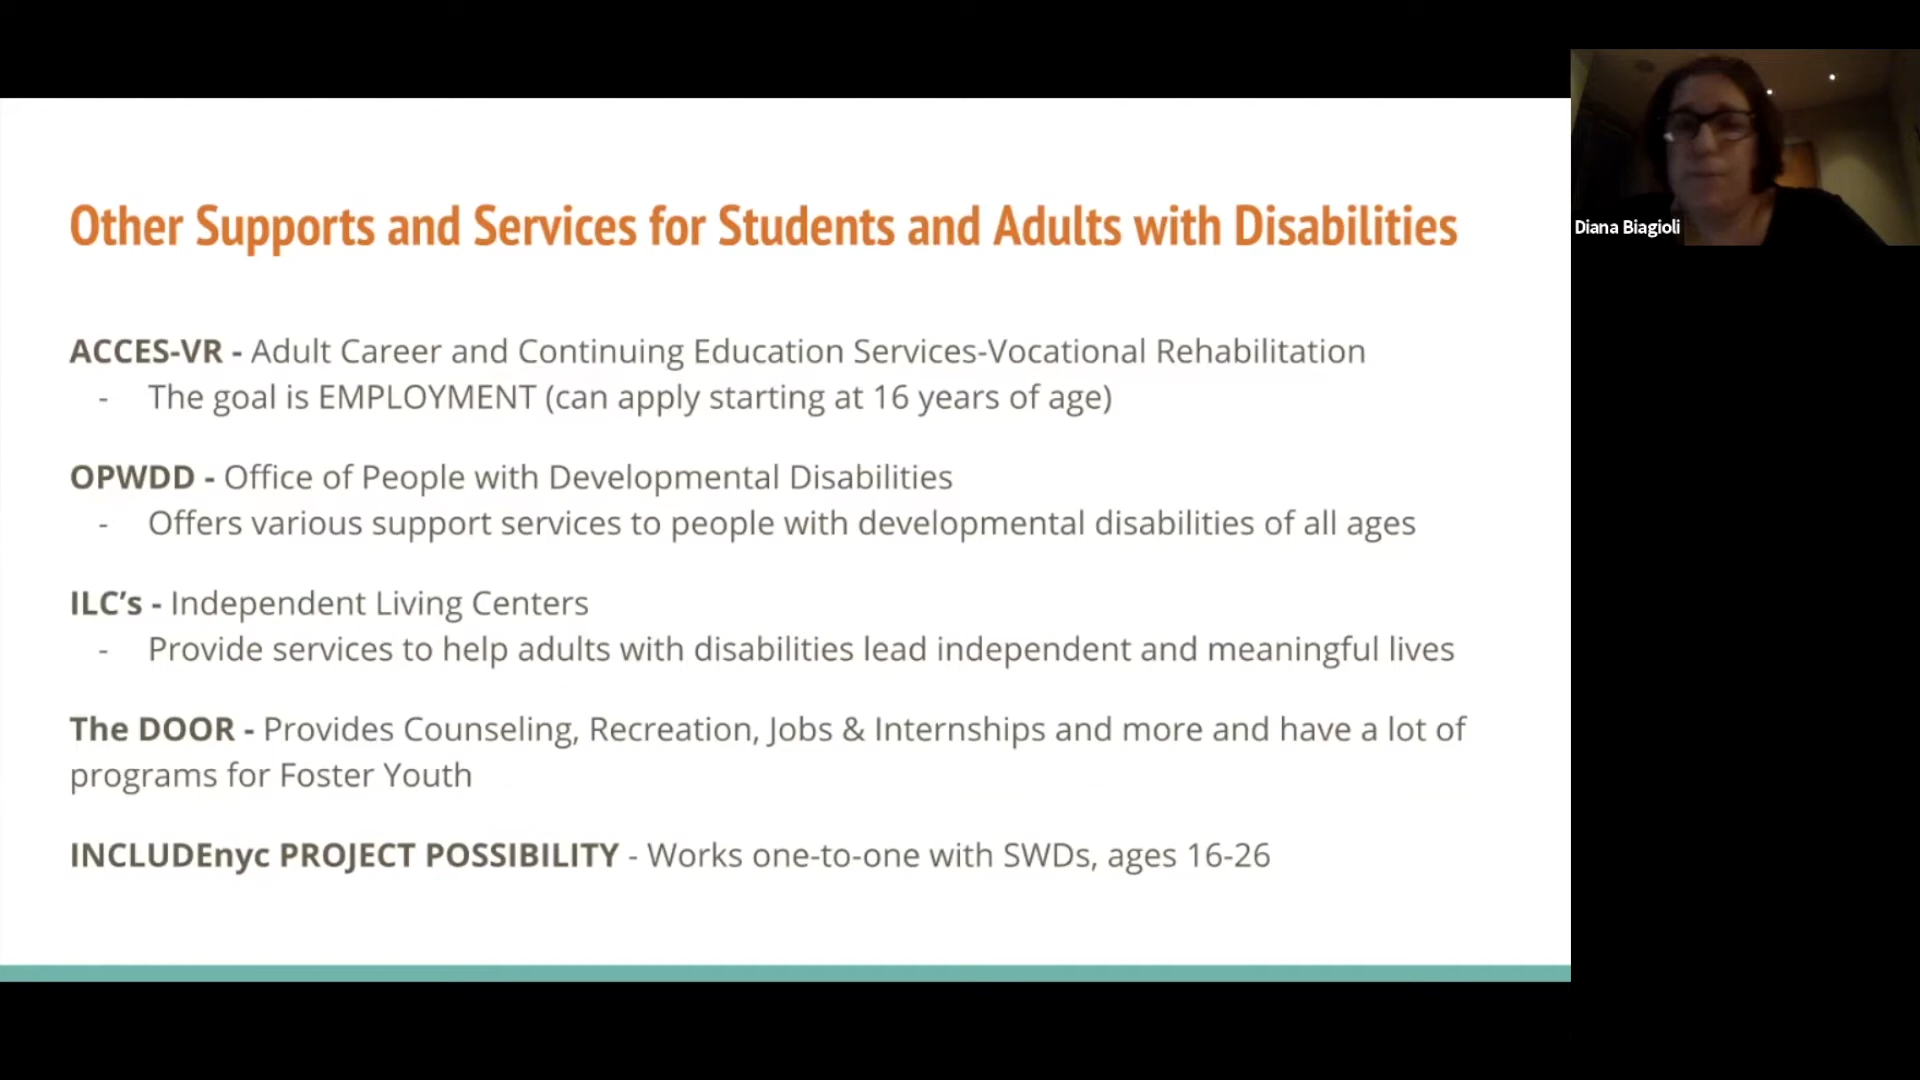 Other Supports and Services for Students and Adults with Disabilities
Diana Biagioli
ACCES-VR - Adult Career and Continuing Education Services-Vocational Rehabilitation
- The goal is EMPLOYMENT (can apply starting at 16 years of age)
OPWDD - Office of People with Developmental Disabilities
- Offers various support services to people with developmental disabilities of all ages
ILC’s - Independent Living Centers
- Provide services to help adults with disabilities lead independent and meaningful lives
The DOOR - Provides Counseling, Recreation, Jobs & Internships and more and have a lot of
programs for Foster Youth
INCLUDEnyc PROJECT POSSIBILITY - Works one-to-one with SWDs, ages 16-26